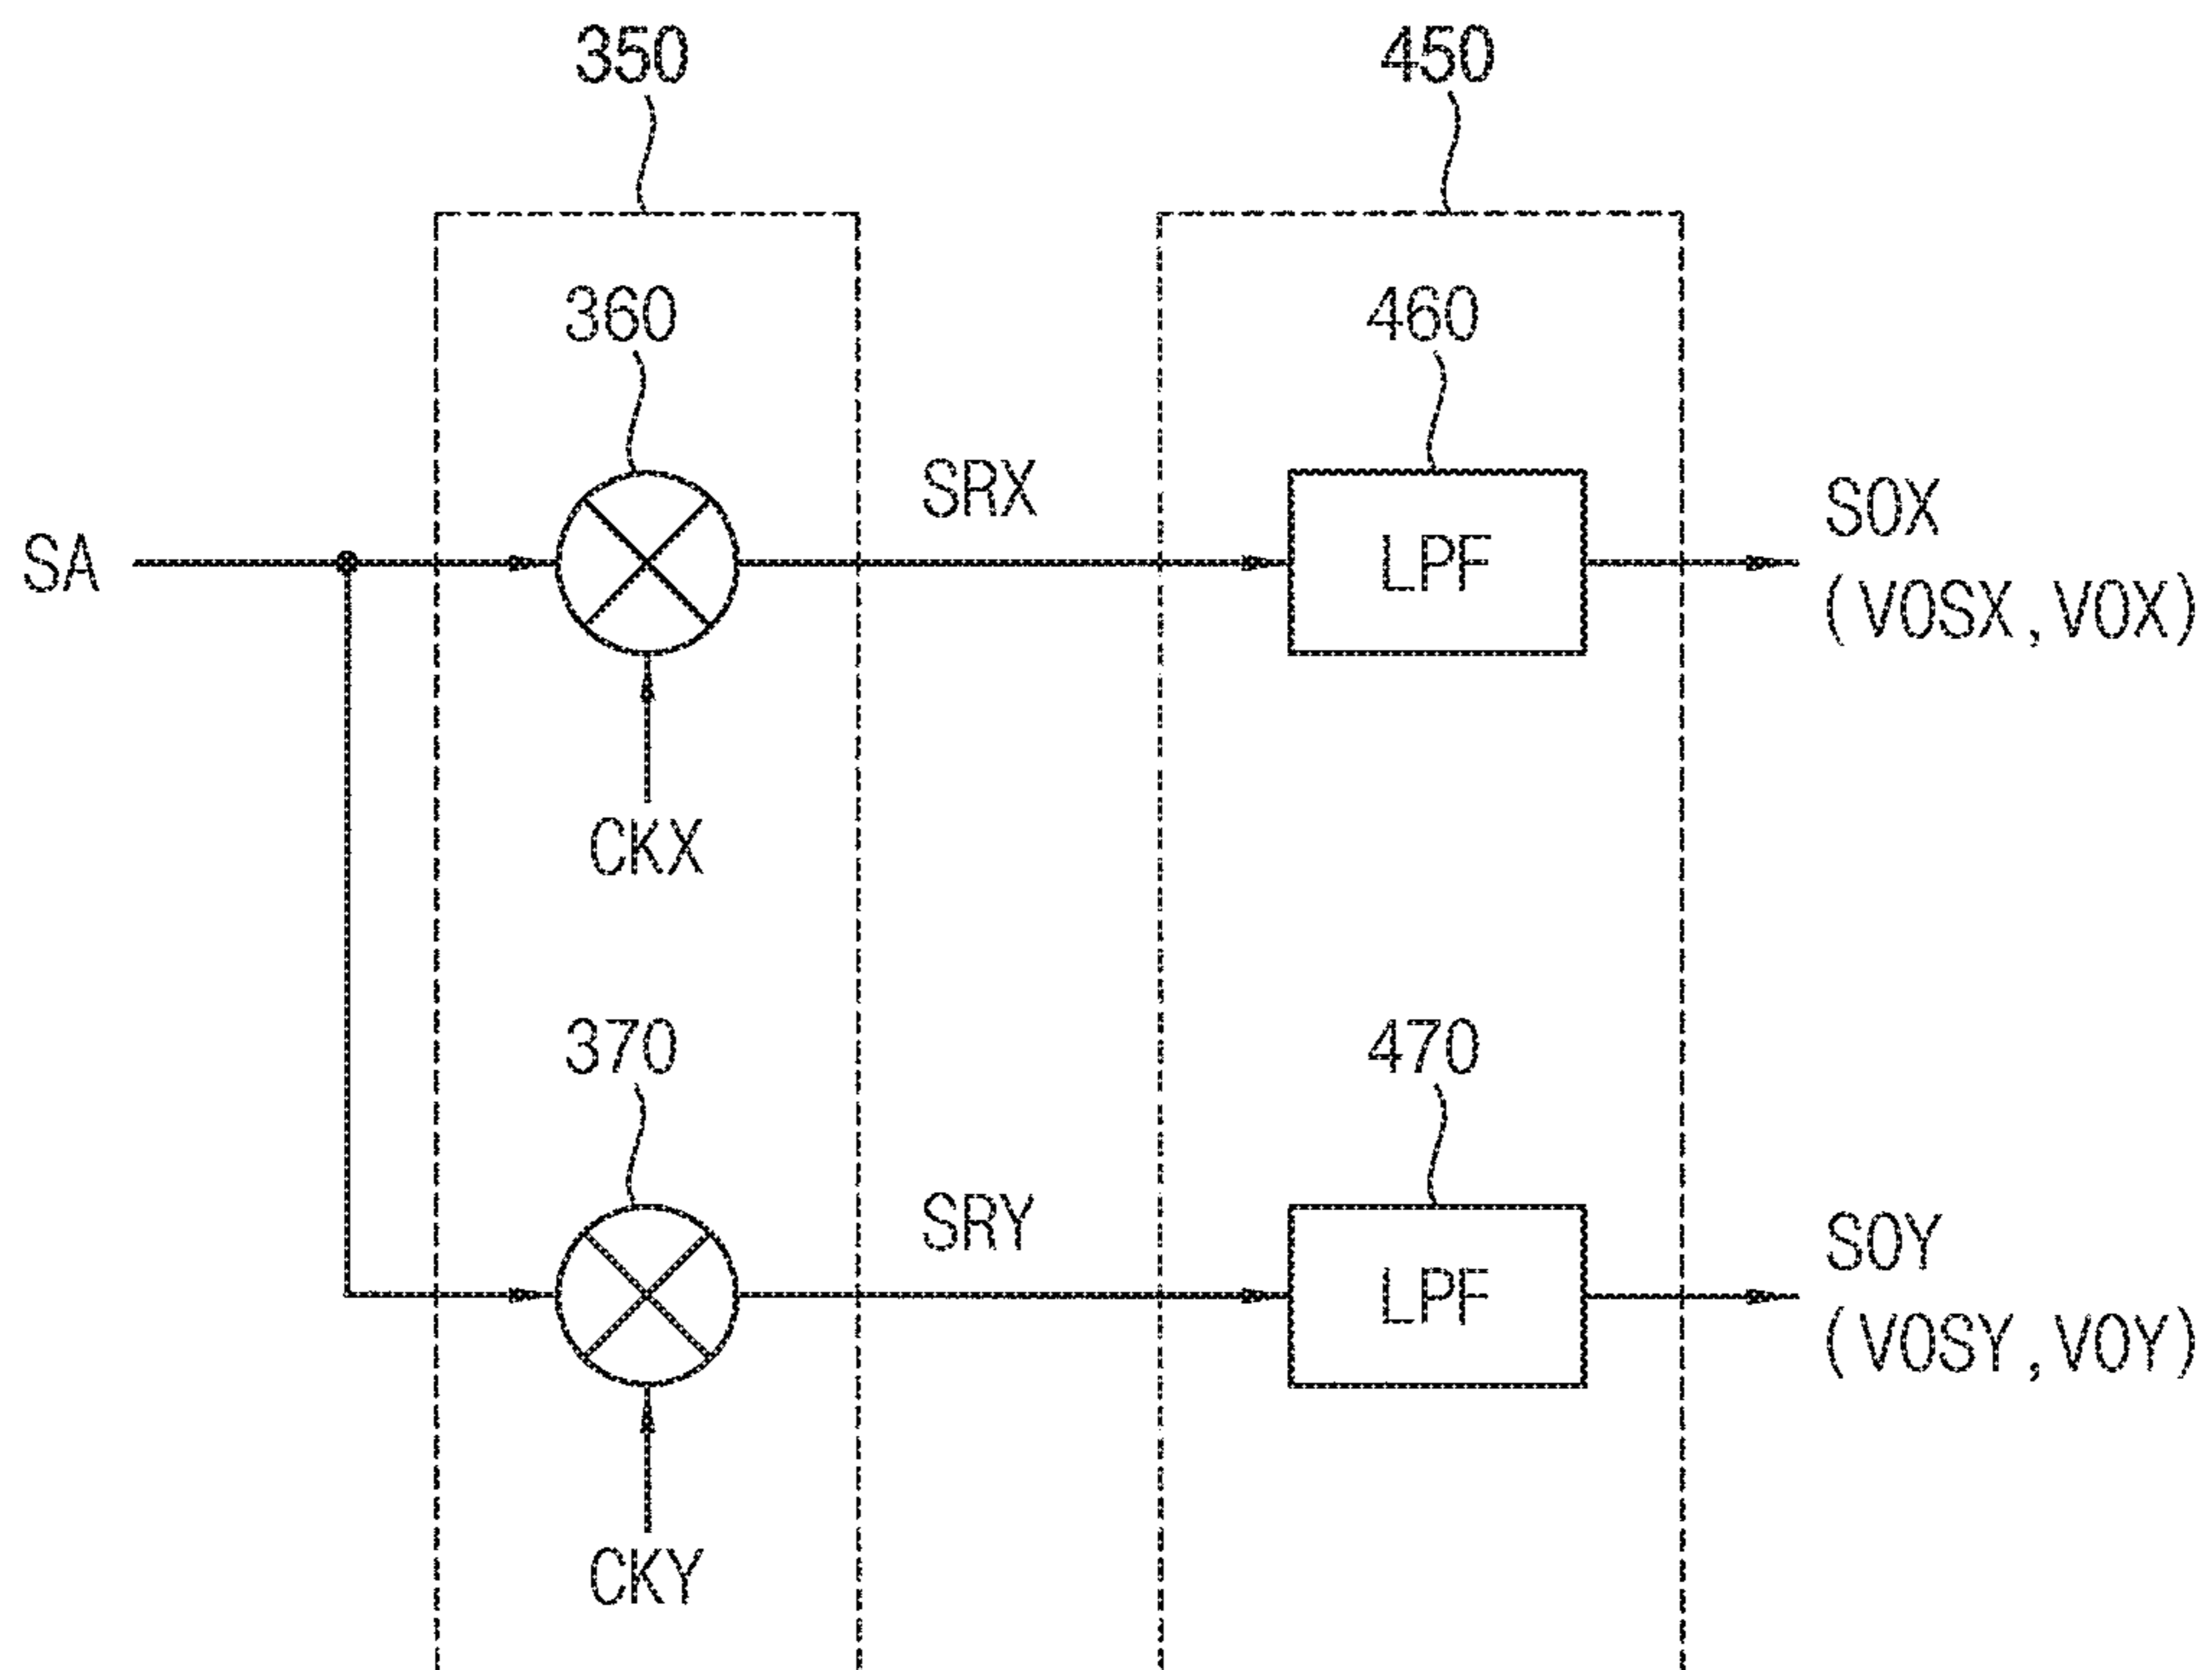 350
450
360
460
SRX
SA
LPF
SOX
(VOSX,VOX)
CKX
370
470
SRY
LPF
SOY
(VOSY,VOY)
CKY